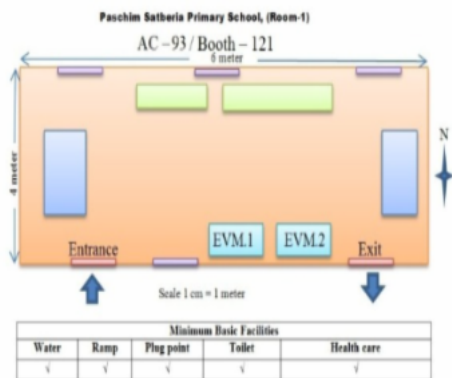 Paschim Satberia Primary School, (Room-1)
AC – 93 / Booth – 121
6 meter
4 meter
N
EVM.1 EVM.2
Entrance Exit
Scale 1 cm = 1 meter
Minimum Basic Facilities
Water Ramp Plug point Toilet Health care
√ √ √ √ √